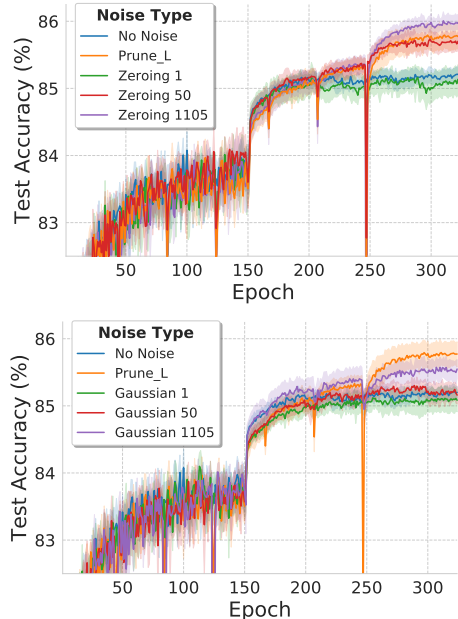 Noise Type
No Noise
Prune_L
Zeroing 1
Zeroing 50
Zeroing 1105
86
85
84
83
Test Accuracy (%)
50 100 150 200 250 300
Epoch
Noise Type
No Noise
Prune_L
Gaussian 1
Gaussian 50
Gaussian 1105
86
85
84
83
Test Accuracy (%)
50 100 150 200 250 300
Epoch